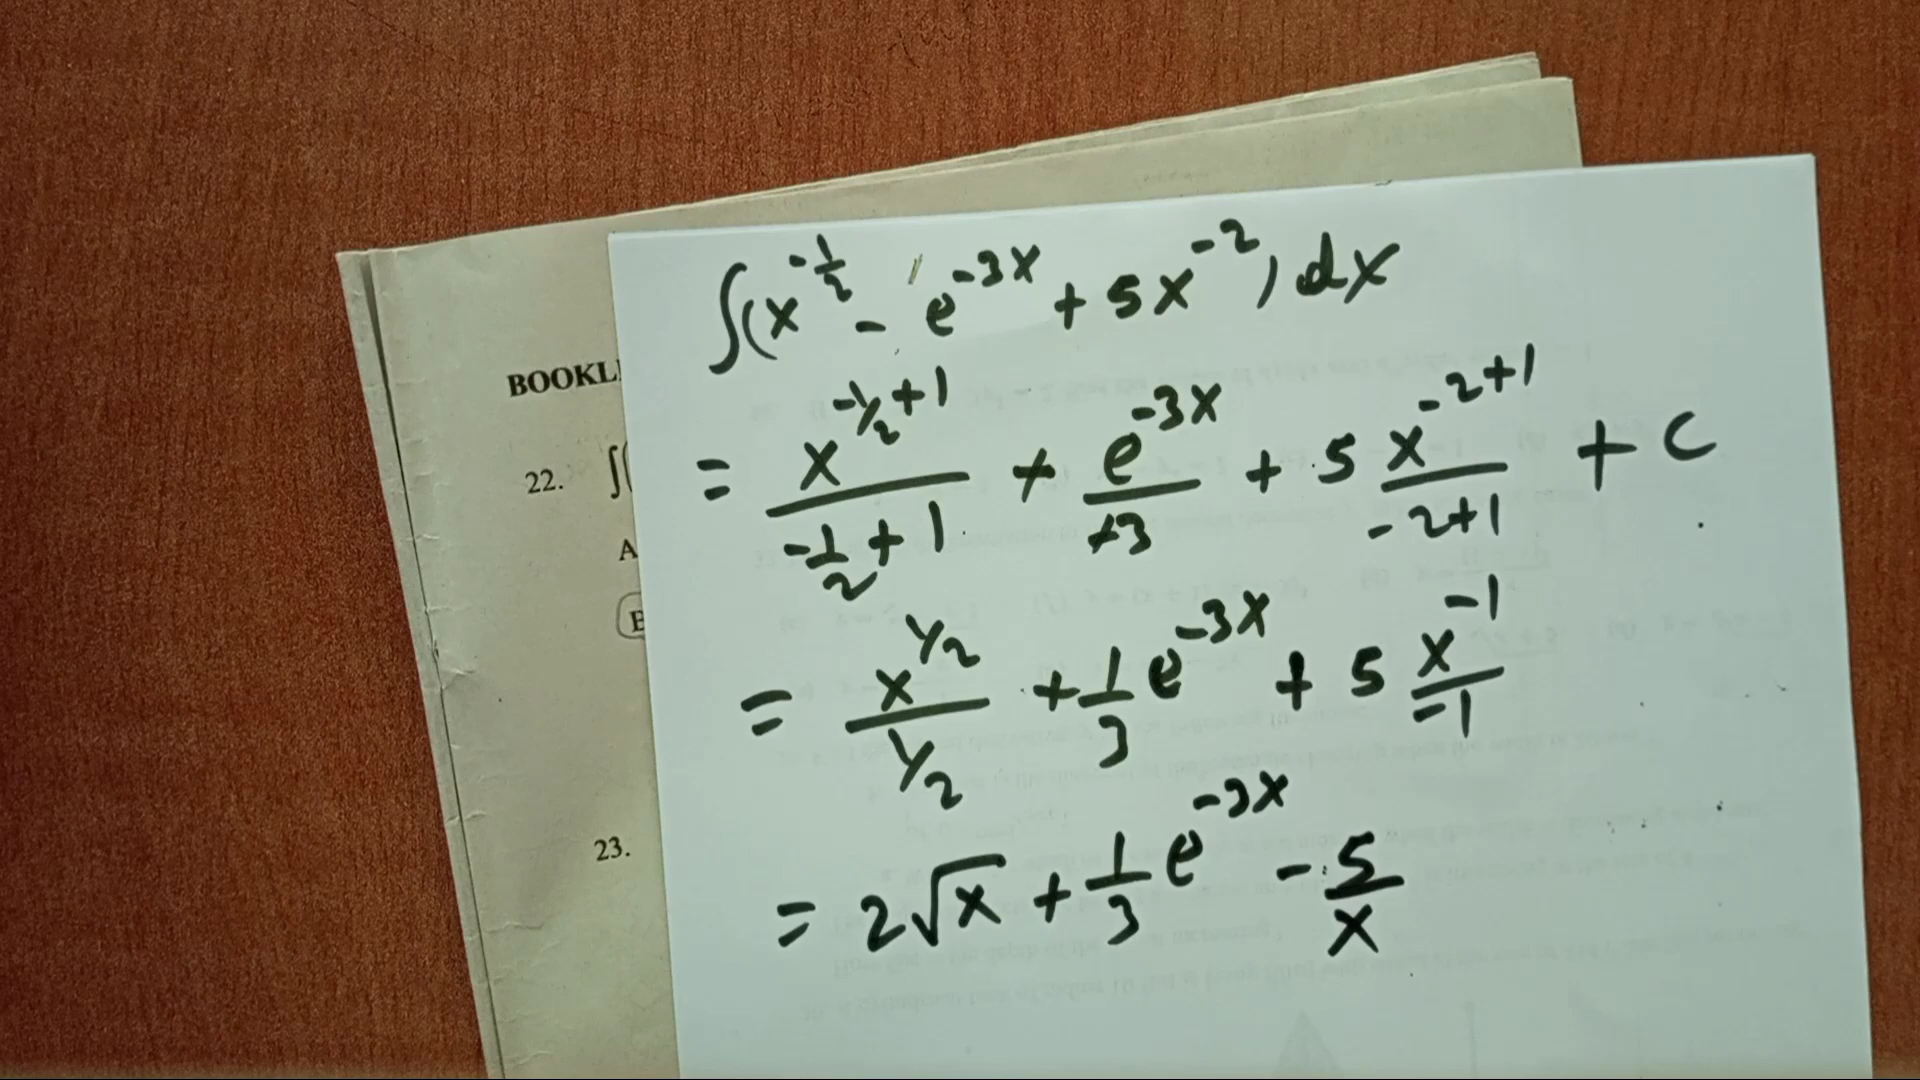 BOOKL
22. ∫(
A
B
23.
∫(x^{-1/2} - e^{-3x} + 5x^{-2}) dx
= x^{-1/2+1}/(-1/2+1) + e^{-3x}/+3 + 5 x^{-2+1}/(-2+1) + C
= x^{1/2}/(1/2) + 1/3 e^{-3x} + 5 x^{-1}/-1
= 2√x + 1/3 e^{-3x} - 5/x